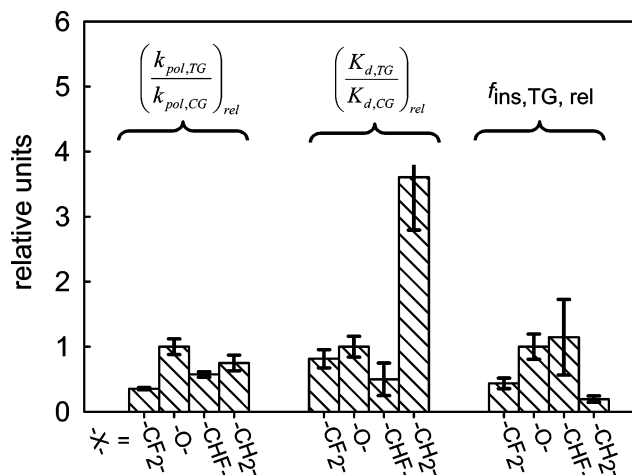 6
5
4
3
2
1
0
relative units
(k_pol,TG / k_pol,CG)_rel
(K_d,TG / K_d,CG)_rel
f_ins,TG, rel
-X- = -CF2- -O- -CHF- -CH2- -CF2- -O- -CHF- -CH2- -CF2- -O- -CHF- -CH2-